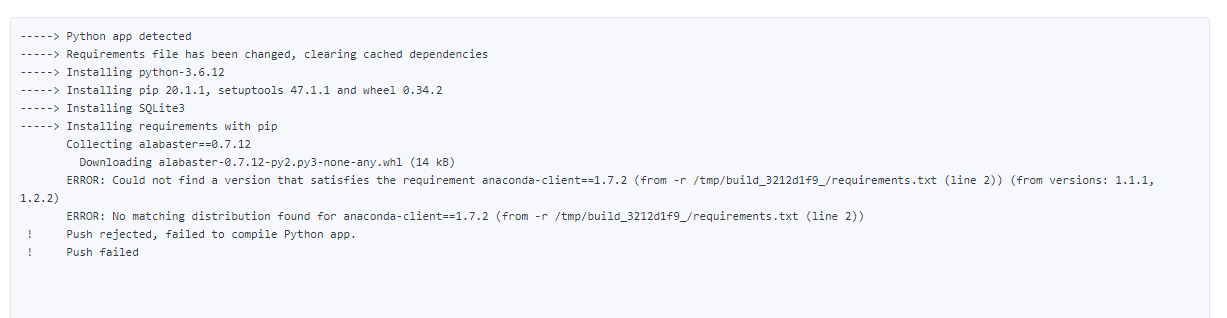 -----> Python app detected
-----> Requirements file has been changed, clearing cached dependencies
-----> Installing python-3.6.12
-----> Installing pip 20.1.1, setuptools 47.1.1 and wheel 0.34.2
-----> Installing SQLite3
-----> Installing requirements with pip
       Collecting alabaster==0.7.12
         Downloading alabaster-0.7.12-py2.py3-none-any.whl (14 kB)
       ERROR: Could not find a version that satisfies the requirement anaconda-client==1.7.2 (from -r /tmp/build_3212d1f9_/requirements.txt (line 2)) (from versions: 1.1.1,
1.2.2)
       ERROR: No matching distribution found for anaconda-client==1.7.2 (from -r /tmp/build_3212d1f9_/requirements.txt (line 2))
 !     Push rejected, failed to compile Python app.
 !     Push failed